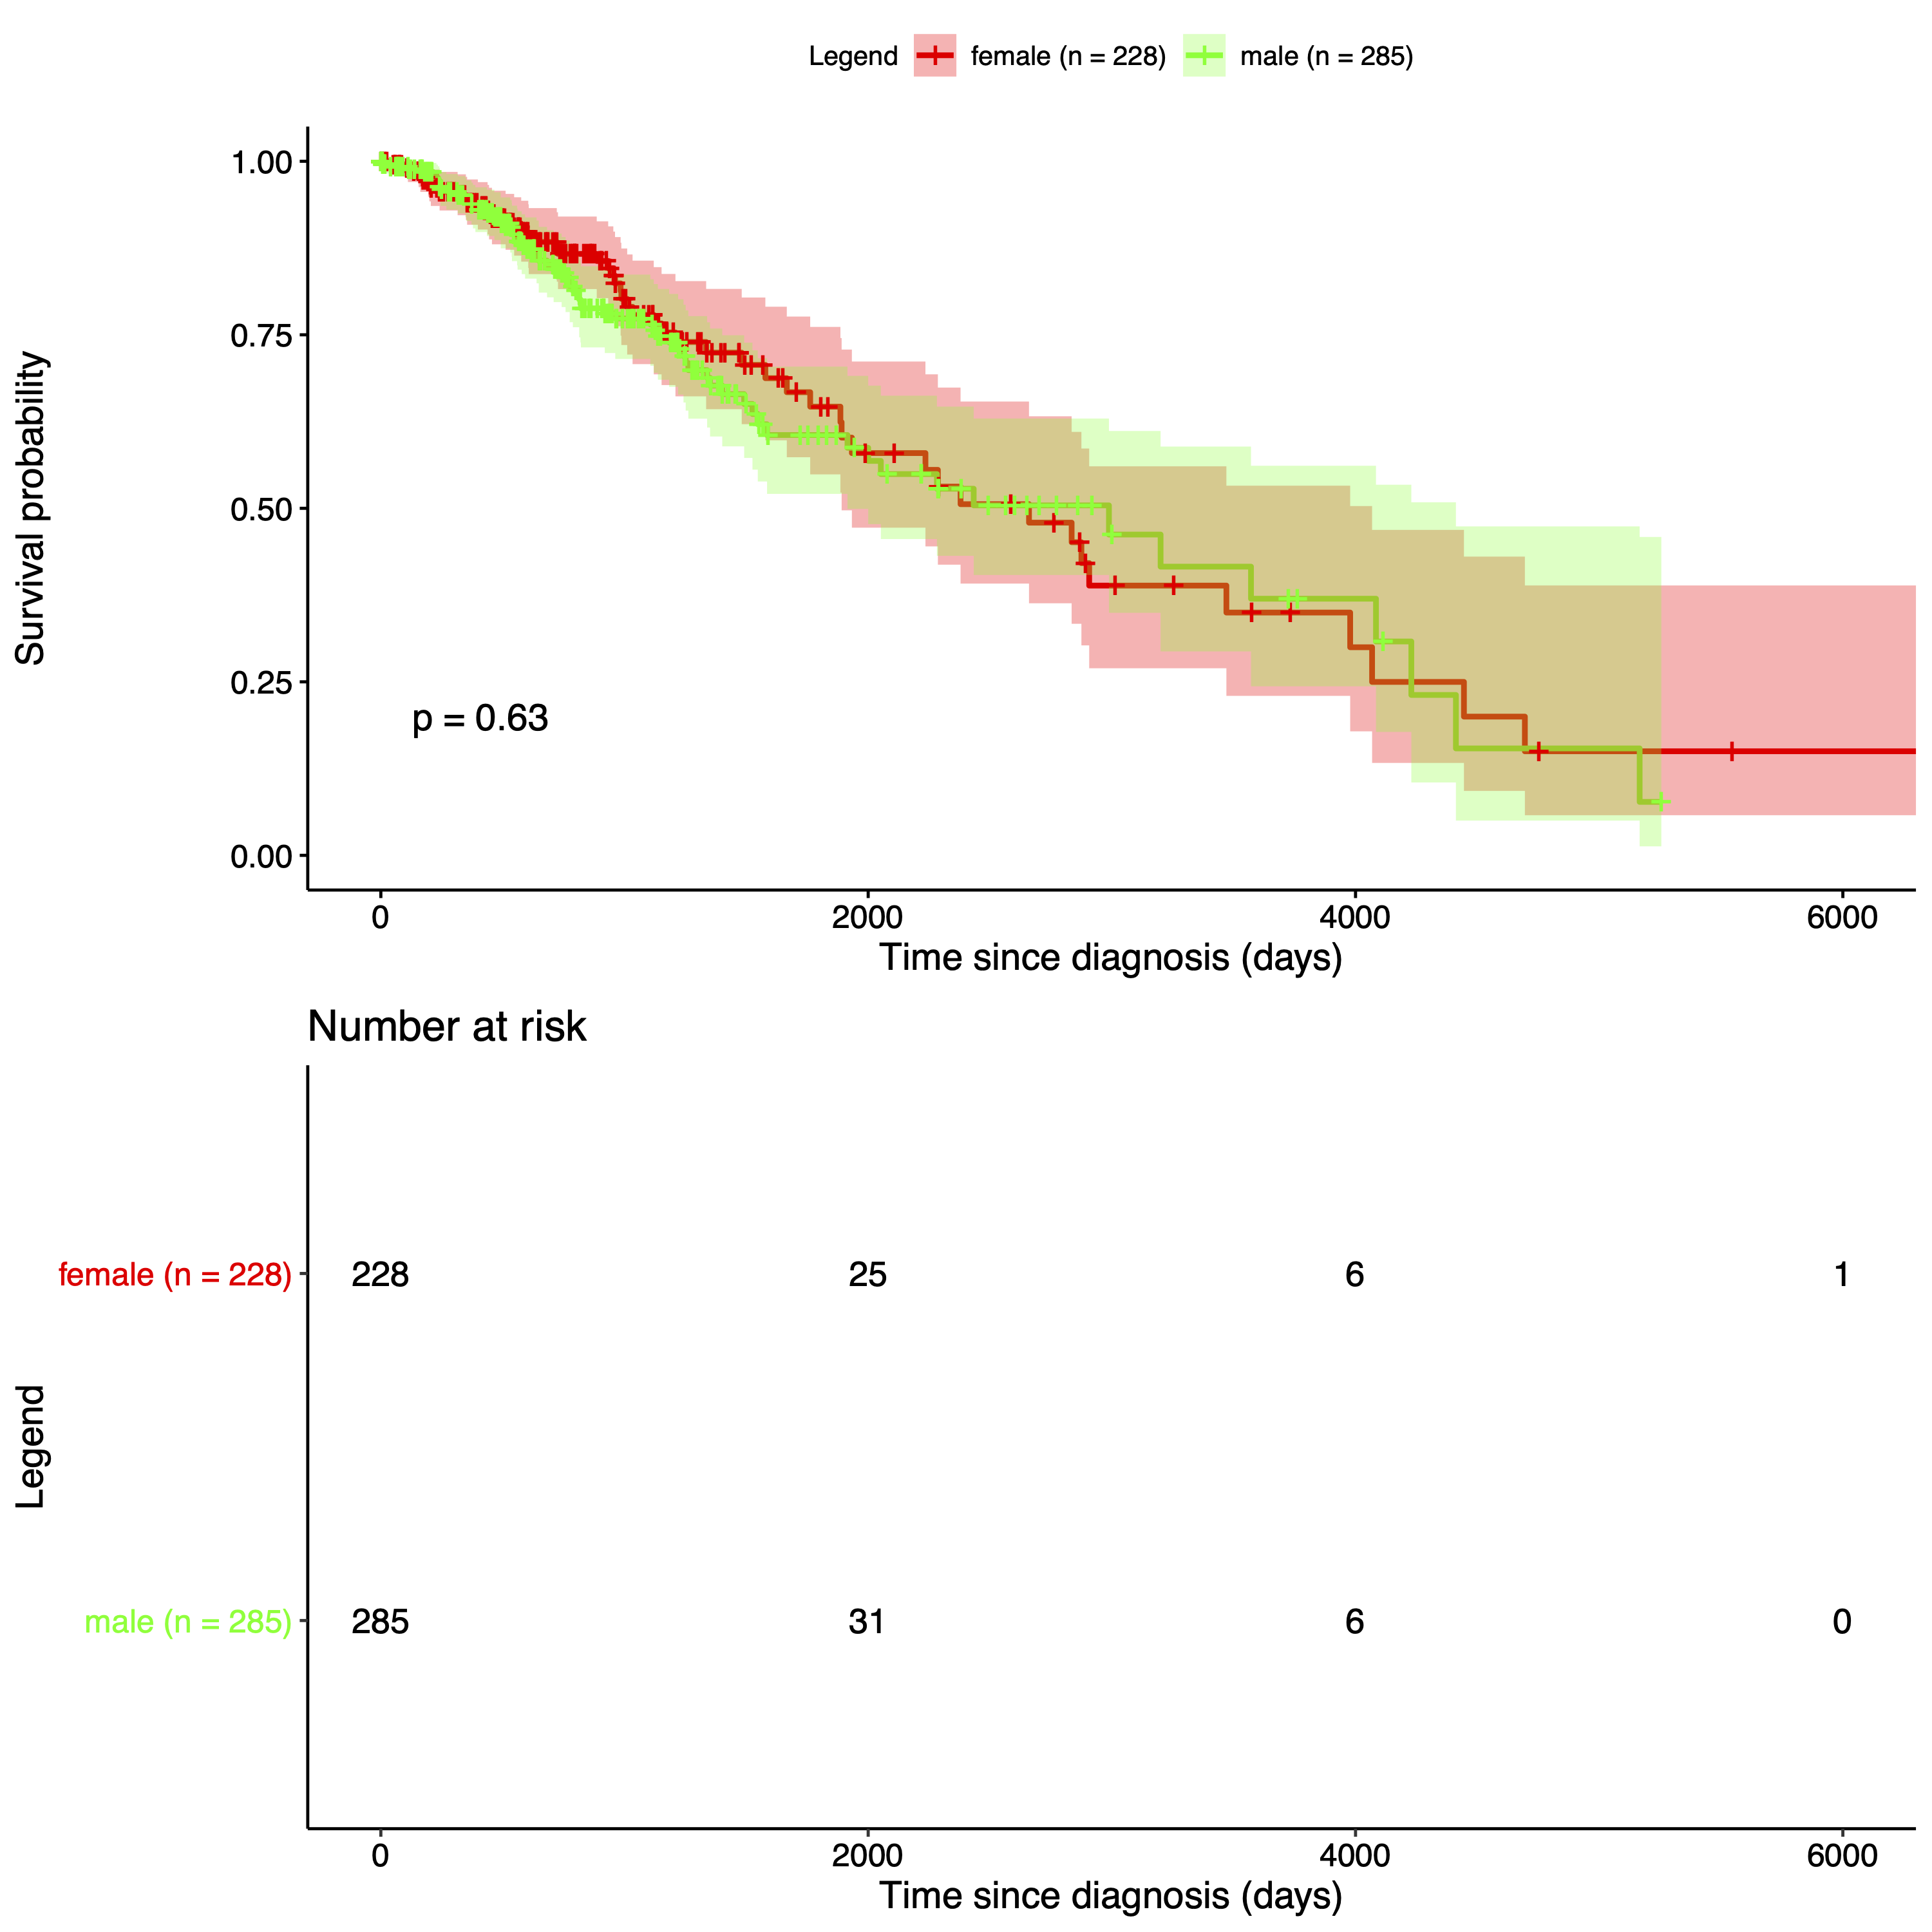 Legend female (n = 228) male (n = 285)
Survival probability
1.00
0.75
0.50
0.25
0.00
p = 0.63
0 2000 4000 6000
Time since diagnosis (days)
Number at risk
Legend
female (n = 228) 228 25 6 1
male (n = 285) 285 31 6 0
0 2000 4000 6000
Time since diagnosis (days)